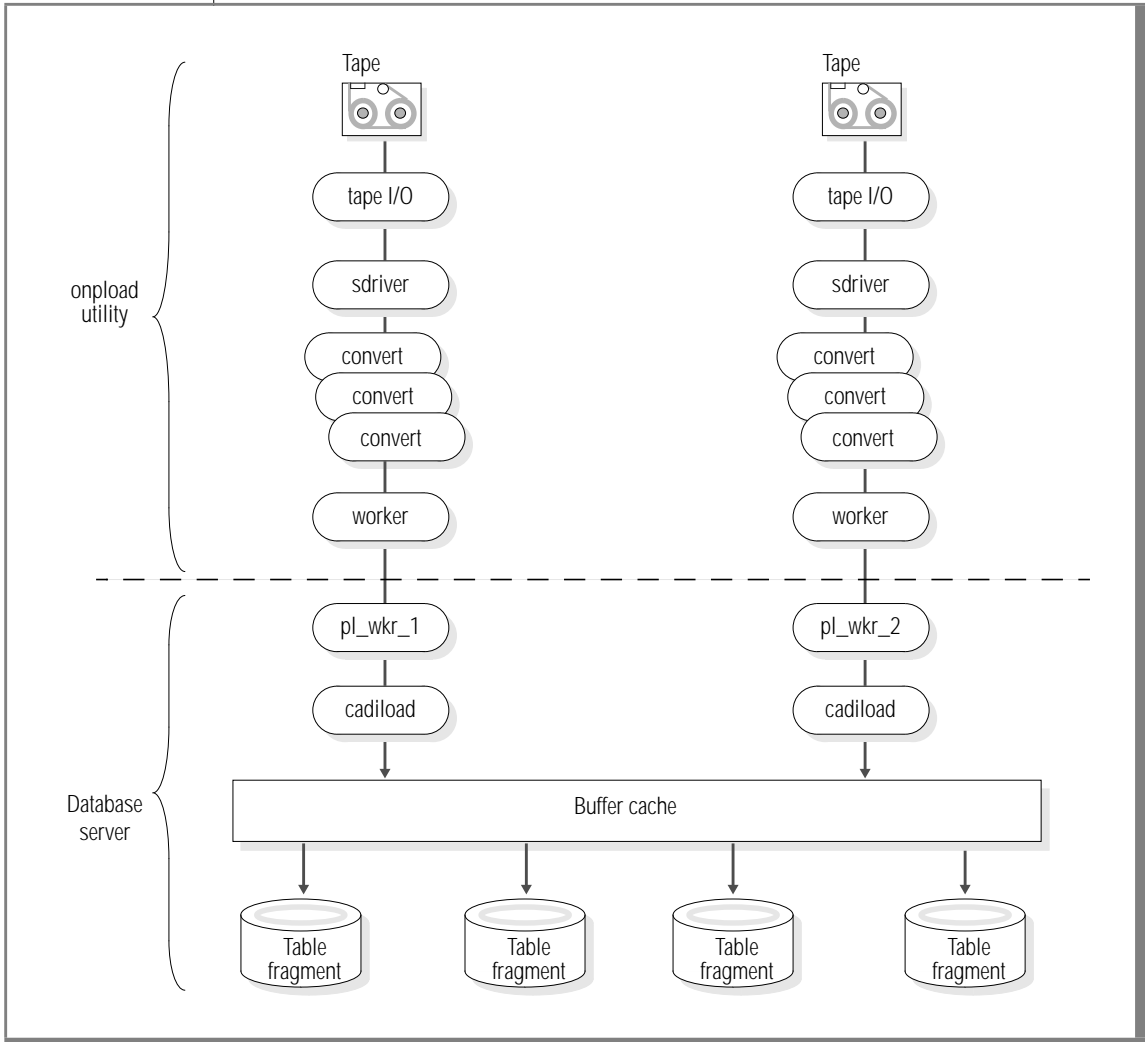 Tape
Tape
tape I/O
tape I/O
sdriver
sdriver
onpload
utility
convert
convert
convert
convert
convert
convert
worker
worker
pl_wkr_1
pl_wkr_2
cadiload
cadiload
Database
server
Buffer cache
Table
fragment
Table
fragment
Table
fragment
Table
fragment